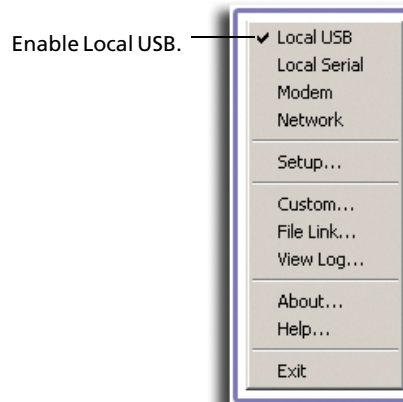 Enable Local USB.
Local USB
Local Serial
Modem
Network
Setup...
Custom...
File Link...
View Log...
About...
Help...
Exit